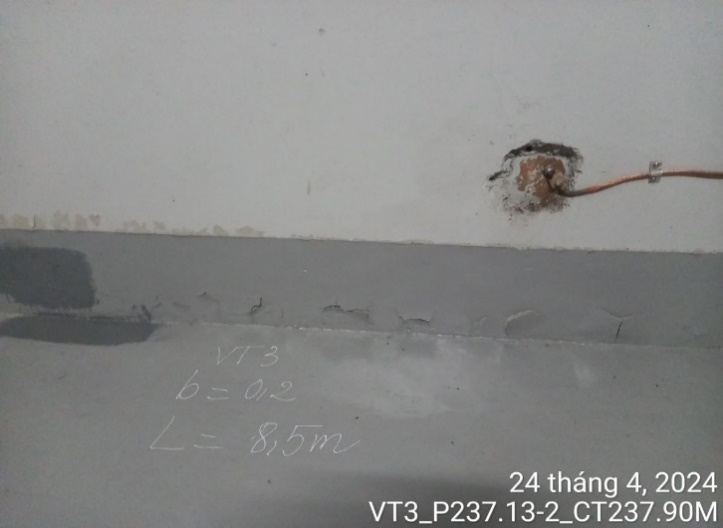 VT3
b = 0,2
L = 8,5m
24 tháng 4, 2024
VT3_P237.13-2_CT237.90M